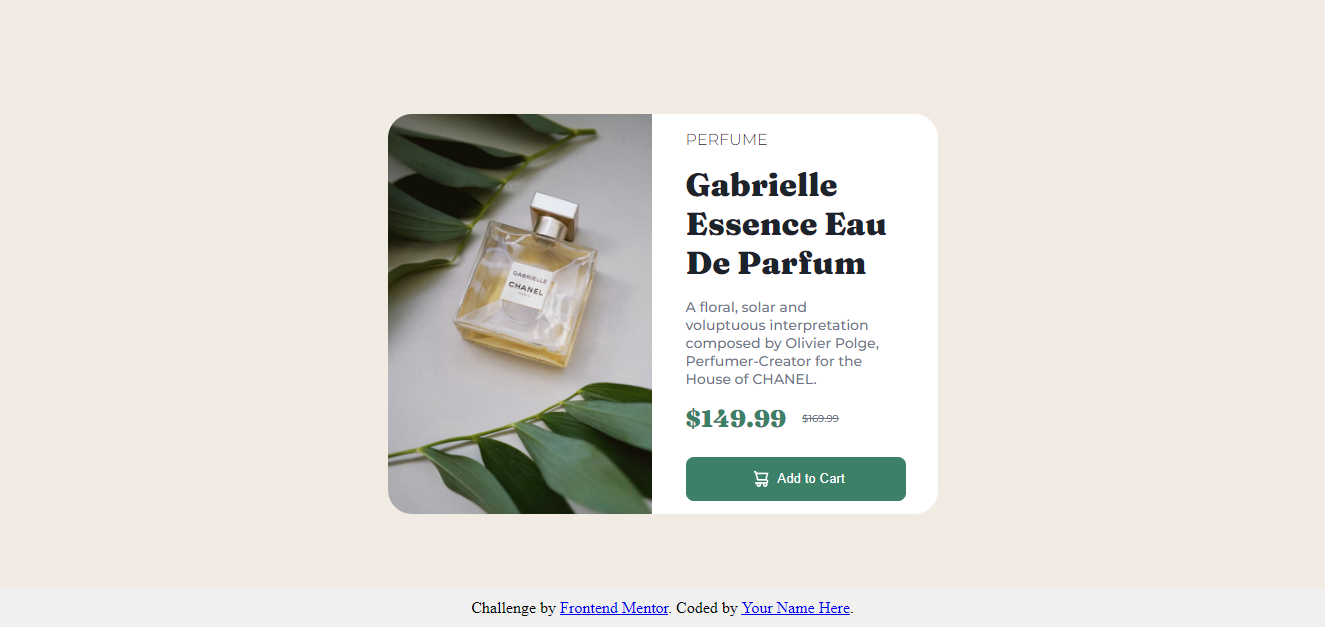 PERFUME
Gabrielle
Essence Eau
De Parfum
A floral, solar and
voluptuous interpretation
composed by Olivier Polge,
Perfumer-Creator for the
House of CHANEL.
$149.99 $169.99
Add to Cart
GABRIELLE
CHANEL
PARIS
Challenge by Frontend Mentor. Coded by Your Name Here.